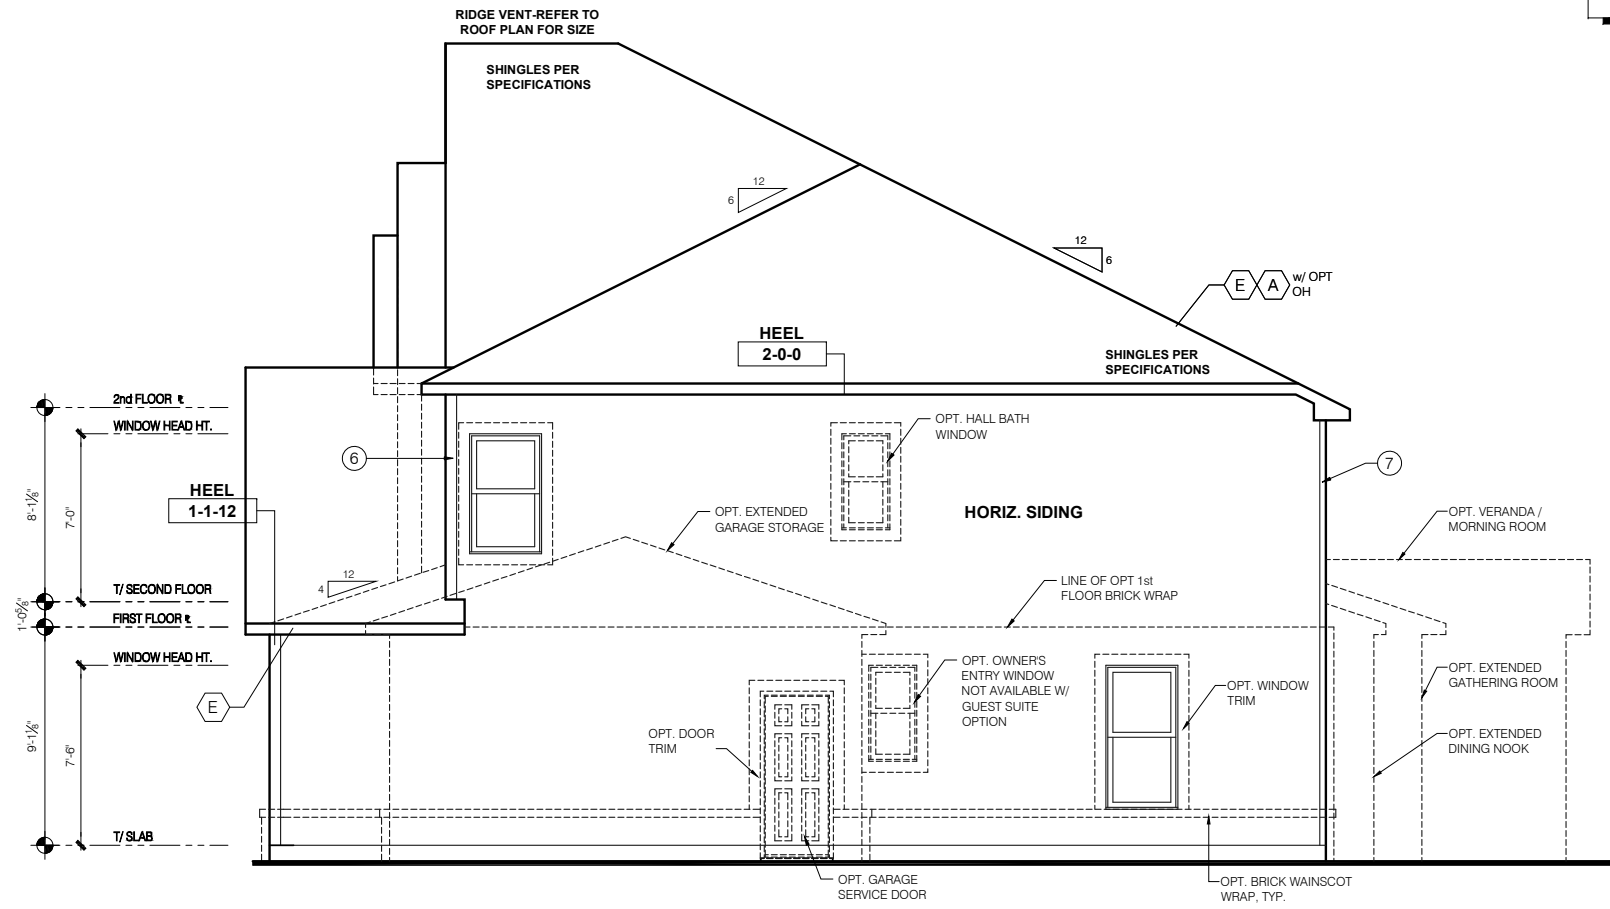 RIDGE VENT-REFER TO
ROOF PLAN FOR SIZE
SHINGLES PER
SPECIFICATIONS
12
6
12
6
E
A
w/ OPT
OH
HEEL
2-0-0
SHINGLES PER
SPECIFICATIONS
2nd FLOOR ℄
WINDOW HEAD HT.
OPT. HALL BATH
WINDOW
6
7
HEEL
1-1-12
8'-1⅛"
7'-0"
OPT. EXTENDED
GARAGE STORAGE
HORIZ. SIDING
OPT. VERANDA /
MORNING ROOM
12
4
T/ SECOND FLOOR
LINE OF OPT 1st
FLOOR BRICK WRAP
1'-0⅝"
FIRST FLOOR ℄
WINDOW HEAD HT.
OPT. OWNER'S
ENTRY WINDOW
NOT AVAILABLE W/
GUEST SUITE
OPTION
OPT. WINDOW
TRIM
OPT. EXTENDED
GATHERING ROOM
E
9'-1⅛"
7'-6"
OPT. DOOR
TRIM
OPT. EXTENDED
DINING NOOK
T/ SLAB
OPT. GARAGE
SERVICE DOOR
OPT. BRICK WAINSCOT
WRAP, TYP.